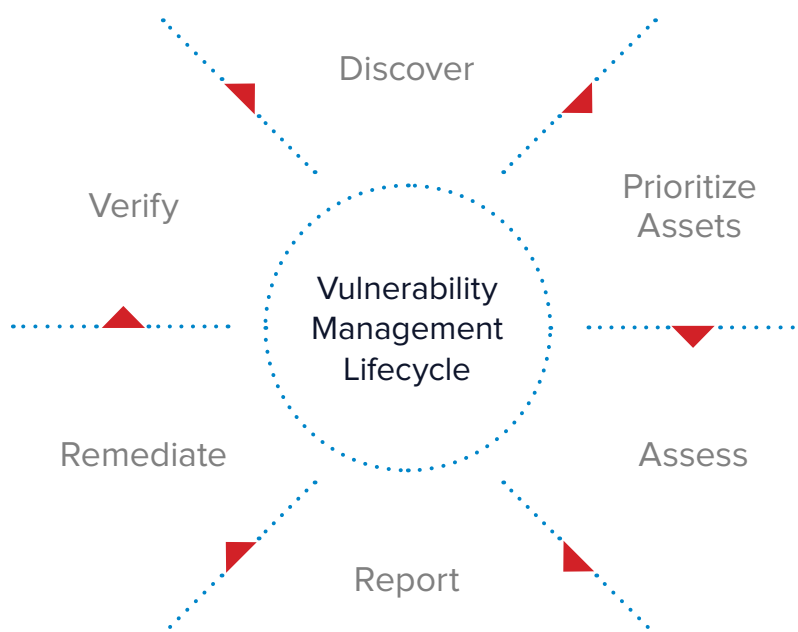 Discover
Prioritize
Assets
Verify
Vulnerability
Management
Lifecycle
Remediate
Assess
Report